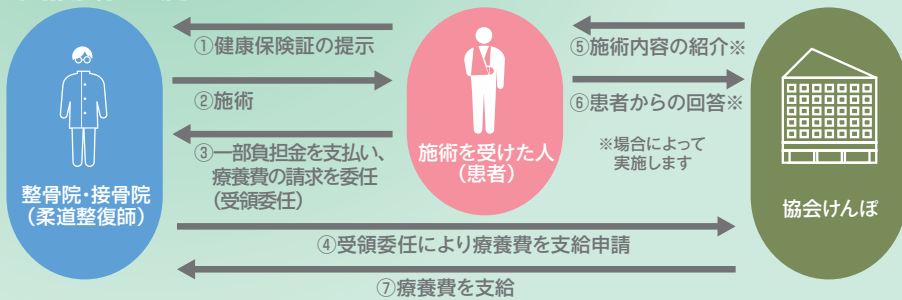 ①健康保険証の提示
⑤施術内容の紹介※
②施術
⑥患者からの回答※
③一部負担金を支払い、
療養費の請求を委任
(受領委任)
※場合によって
実施します
整骨院・接骨院
(柔道整復師)
施術を受けた人
(患者)
協会けんぽ
④受領委任により療養費を支給申請
⑦療養費を支給